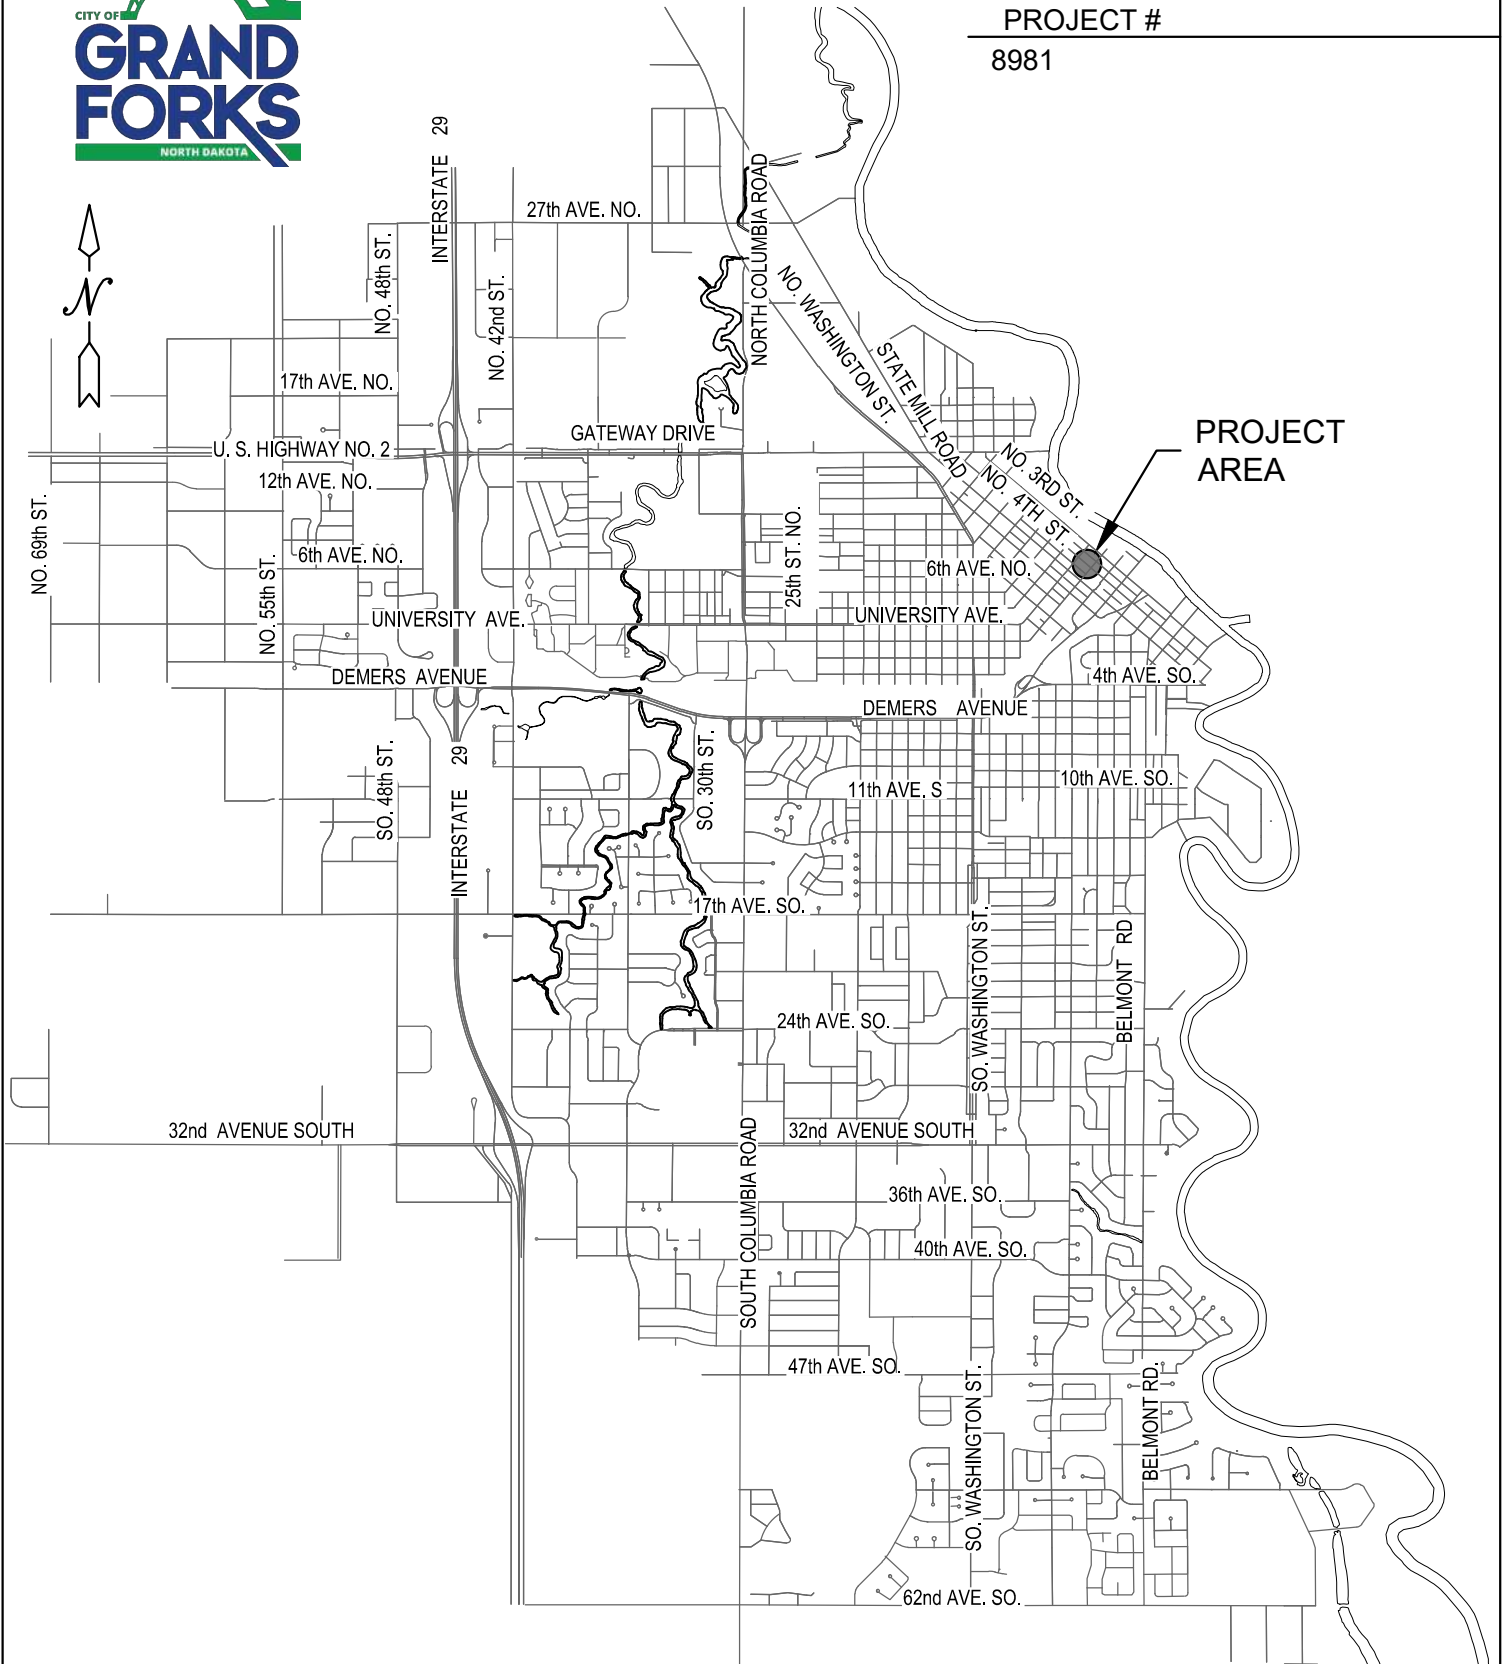 CITY OF
GRAND
FORKS
NORTH DAKOTA
PROJECT #
8981
N
INTERSTATE 29
27th AVE. NO.
NORTH COLUMBIA ROAD
NO. 48th ST.
NO. 42nd ST.
NO. WASHINGTON ST.
STATE MILL ROAD
17th AVE. NO.
GATEWAY DRIVE
U. S. HIGHWAY NO. 2
PROJECT
AREA
NO. 3RD ST.
NO. 4TH ST.
12th AVE. NO.
NO. 69th ST.
6th AVE. NO.
NO. 55th ST.
25th ST. NO.
6th AVE. NO.
UNIVERSITY AVE.
UNIVERSITY AVE.
DEMERS AVENUE
4th AVE. SO.
DEMERS AVENUE
SO. 48th ST.
INTERSTATE 29
SO. 30th ST.
11th AVE. S
10th AVE. SO.
17th AVE. SO.
SO. WASHINGTON ST.
BELMONT RD
24th AVE. SO.
32nd AVENUE SOUTH
32nd AVENUE SOUTH
SOUTH COLUMBIA ROAD
36th AVE. SO.
40th AVE. SO.
47th AVE. SO.
SO. WASHINGTON ST.
BELMONT RD.
62nd AVE. SO.